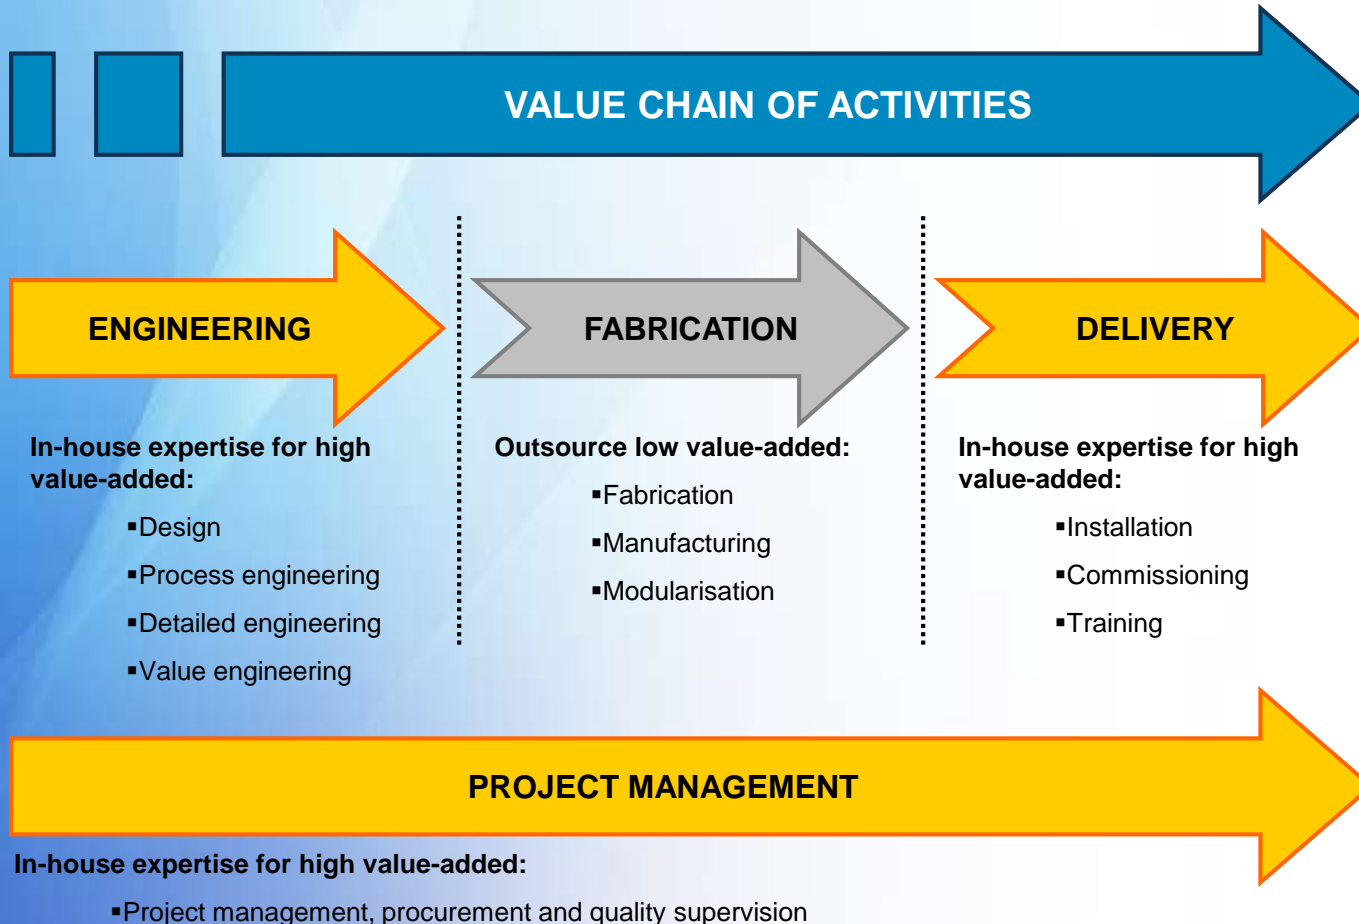 VALUE CHAIN OF ACTIVITIES
ENGINEERING
FABRICATION
DELIVERY
In-house expertise for high
value-added:
▪Design
▪Process engineering
▪Detailed engineering
▪Value engineering
Outsource low value-added:
▪Fabrication
▪Manufacturing
▪Modularisation
In-house expertise for high
value-added:
▪Installation
▪Commissioning
▪Training
PROJECT MANAGEMENT
In-house expertise for high value-added:
▪Project management, procurement and quality supervision